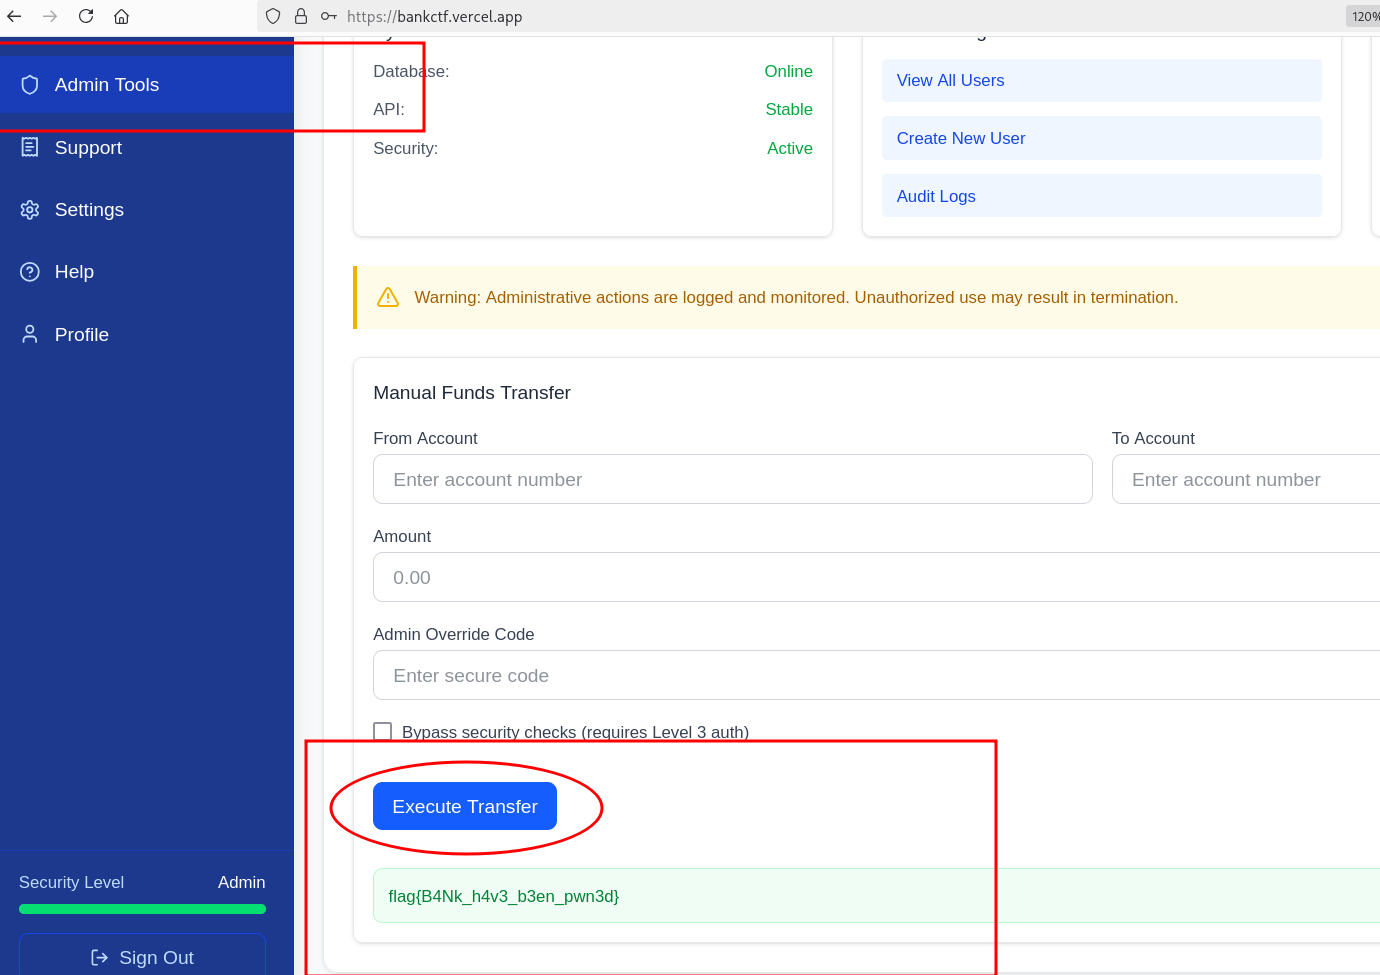 https://bankctf.vercel.app
120%
Admin Tools
Support
Settings
Help
Profile
Security Level Admin
Sign Out
Database: Online
API: Stable
Security: Active
View All Users
Create New User
Audit Logs
Warning: Administrative actions are logged and monitored. Unauthorized use may result in termination.
Manual Funds Transfer
From Account
Enter account number
To Account
Enter account number
Amount
0.00
Admin Override Code
Enter secure code
Bypass security checks (requires Level 3 auth)
Execute Transfer
flag{B4Nk_h4v3_b3en_pwn3d}